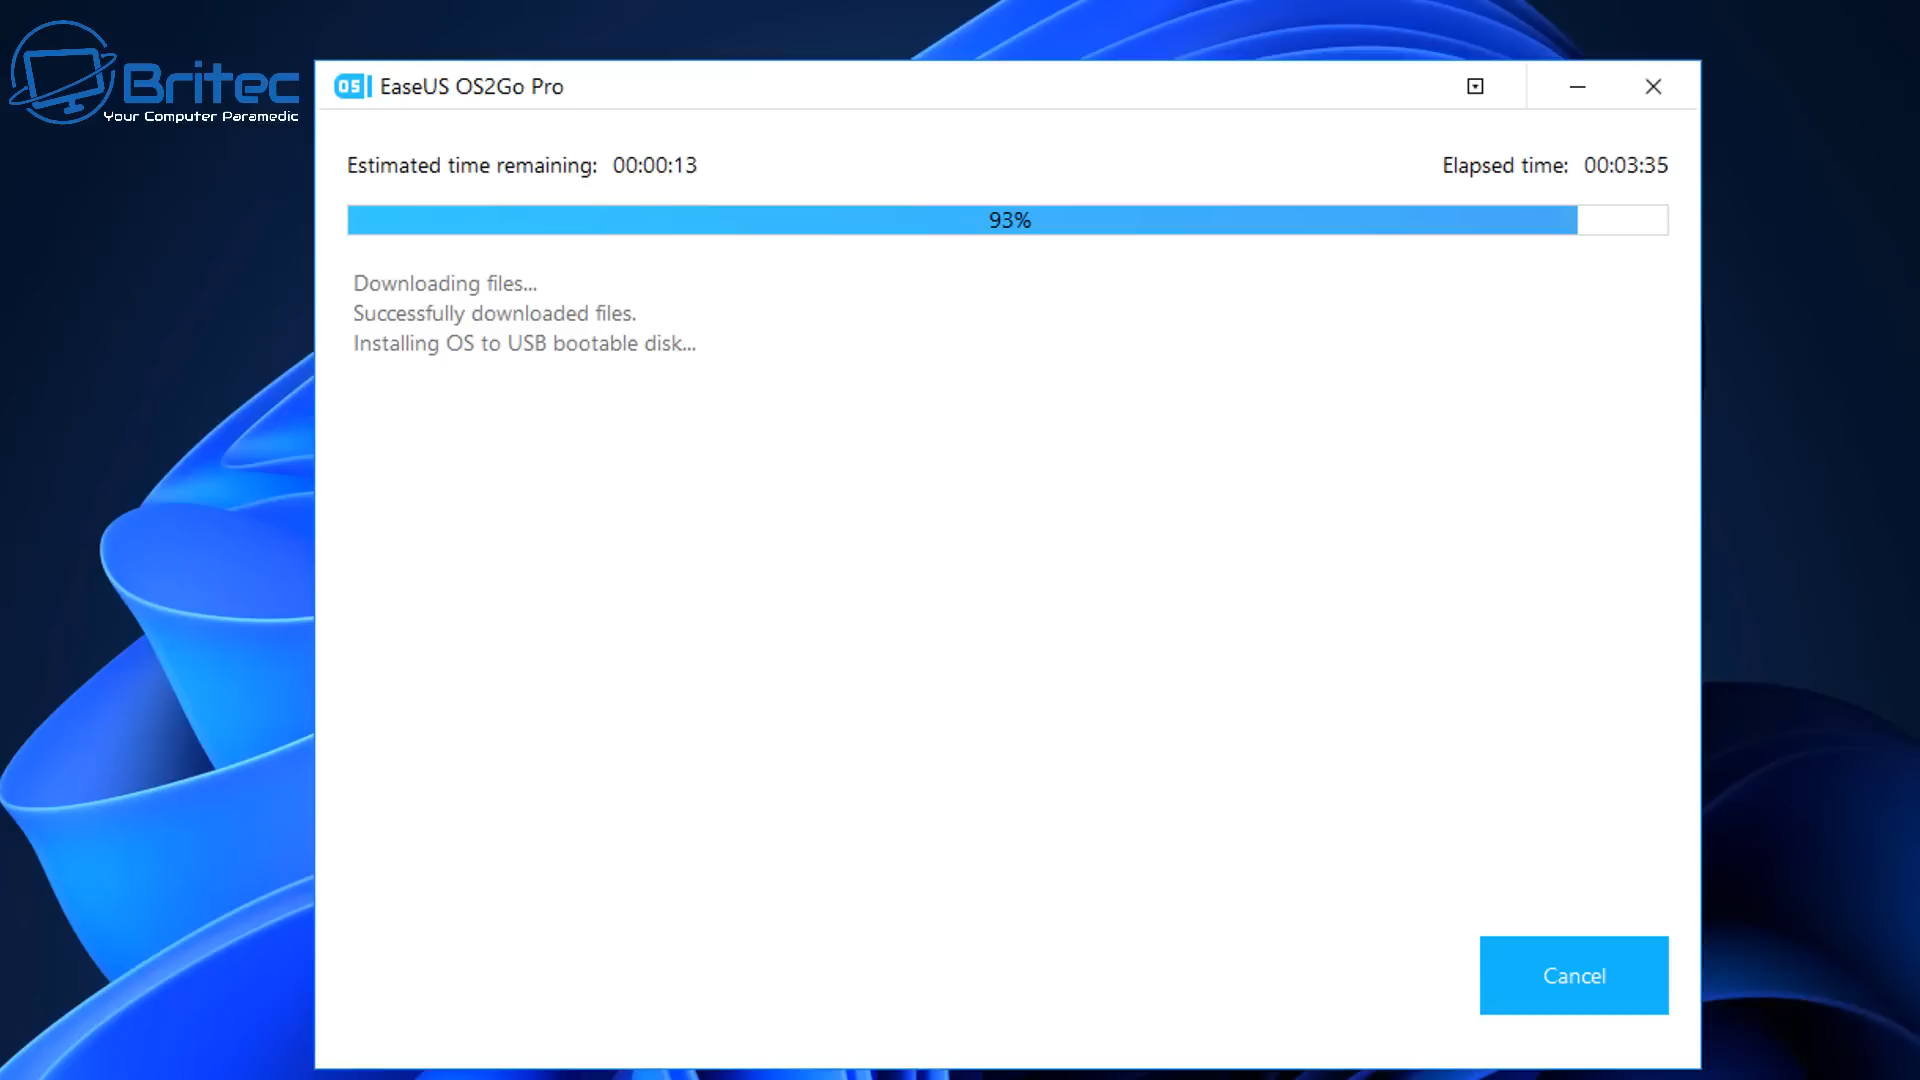 Britec
Your Computer Paramedic
OS EaseUS OS2Go Pro
Estimated time remaining: 00:00:13
Elapsed time: 00:03:35
93%
Downloading files...
Successfully downloaded files.
Installing OS to USB bootable disk...
Cancel